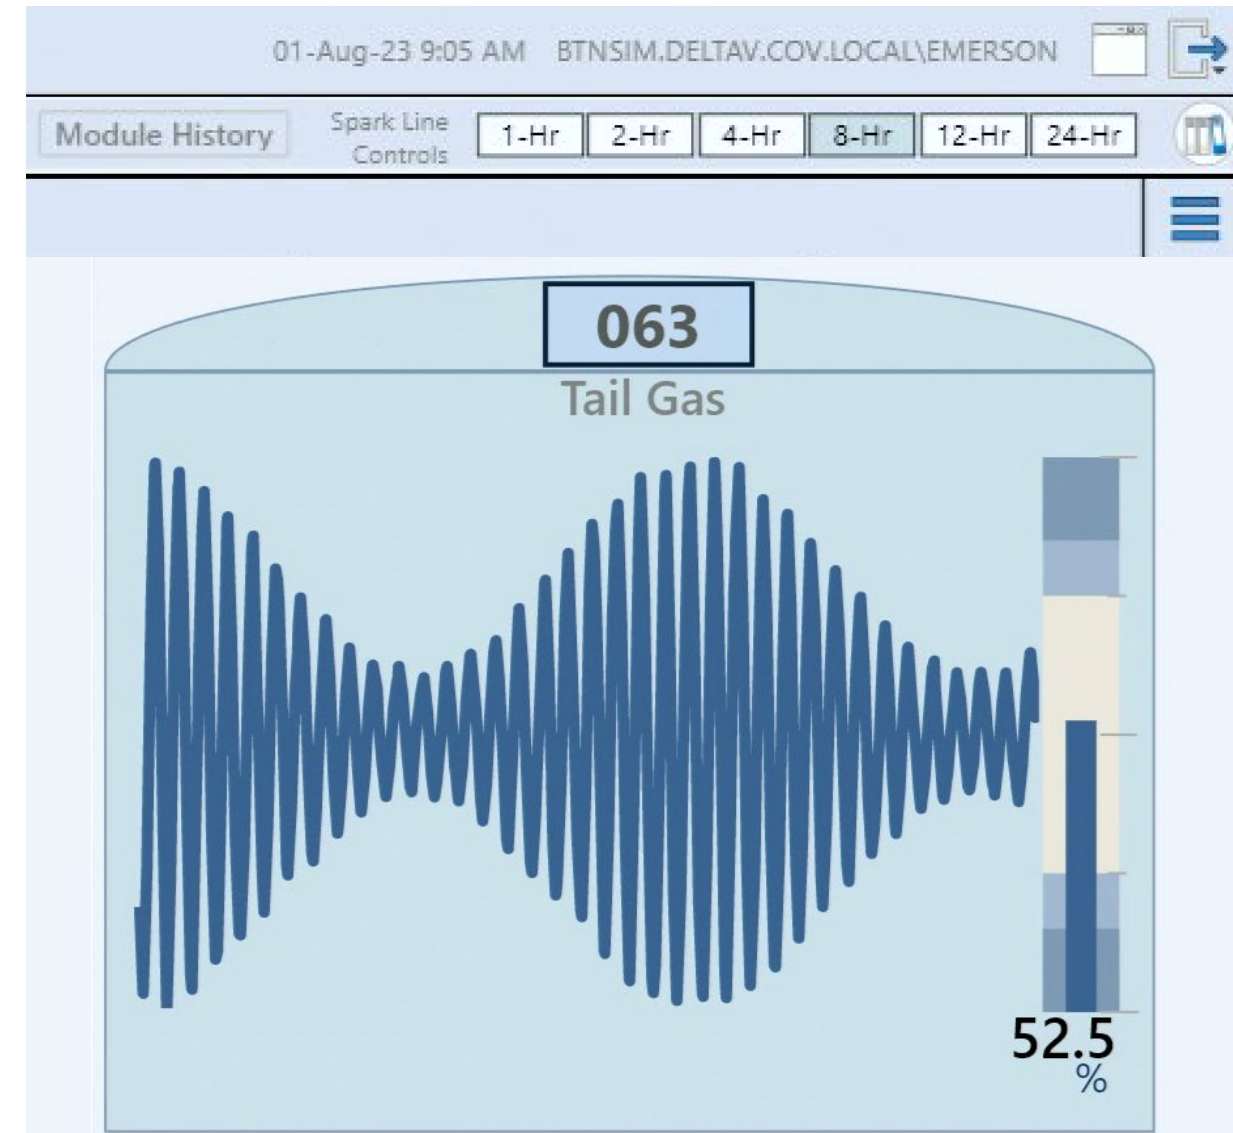 01-Aug-23 9:05 AM BTNSIM.DELTAV.COV.LOCAL\EMERSON
Module History Spark Line Controls 1-Hr 2-Hr 4-Hr 8-Hr 12-Hr 24-Hr
063
Tail Gas
52.5
%